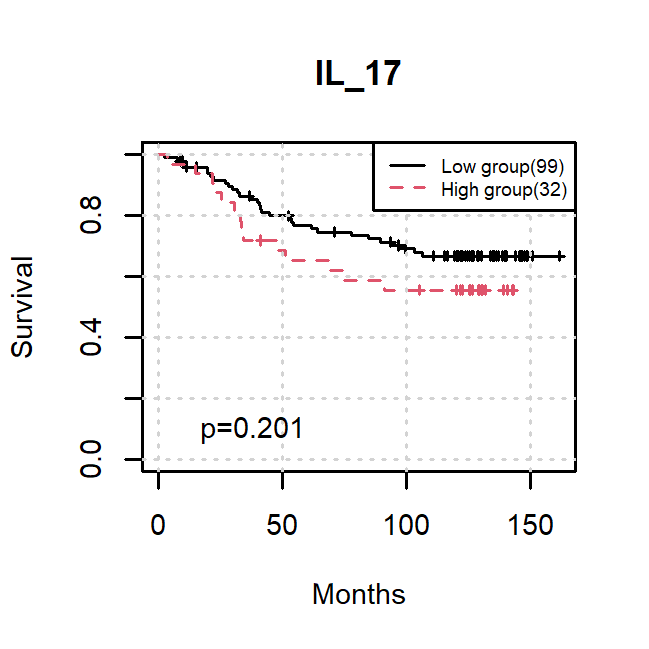 IL_17
Low group(99)
High group(32)
Survival
0.8
0.4
0.0
p=0.201
0 50 100 150
Months